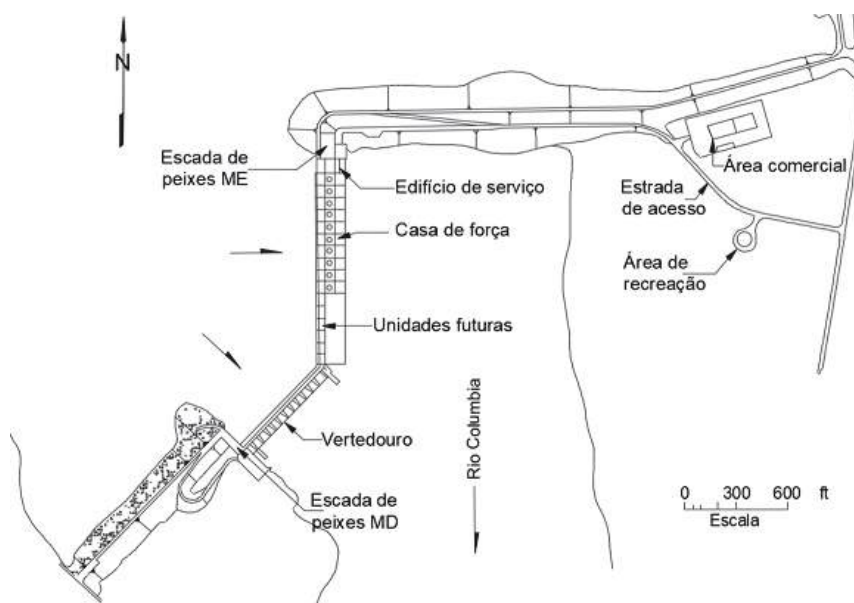 N
Escada de
peixes ME
Edifício de serviço
Casa de força
Unidades futuras
Vertedouro
Escada de
peixes MD
Rio Columbia
Estrada
de acesso
Área comercial
Área de
recreação
0 300 600 ft
Escala